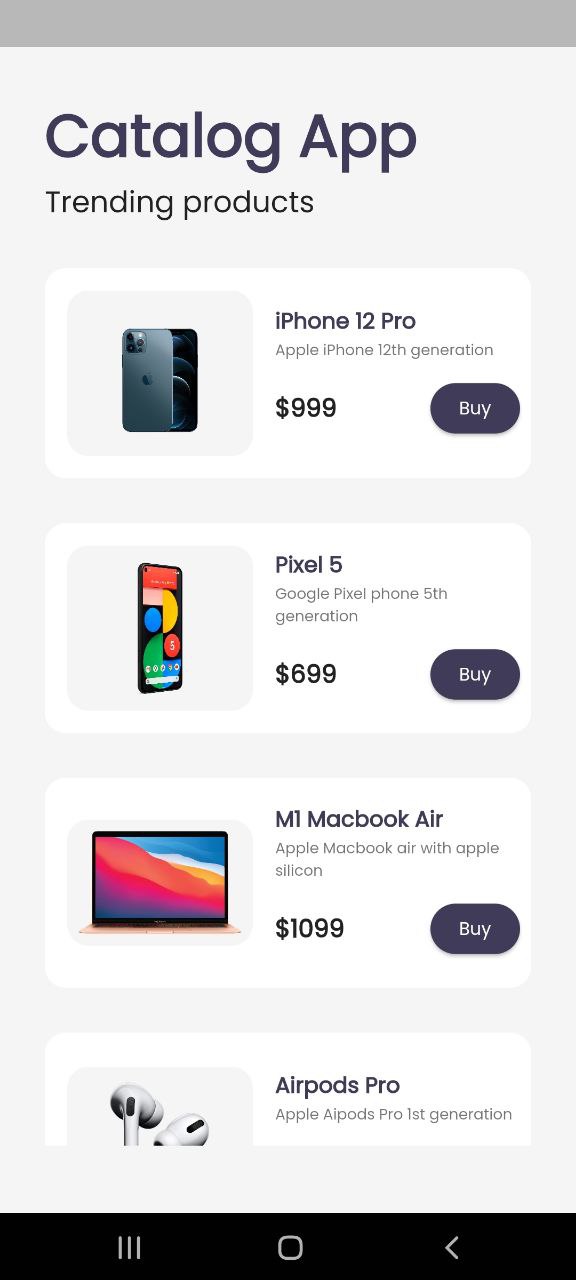 Catalog App
Trending products
iPhone 12 Pro
Apple iPhone 12th generation
$999
Buy
Pixel 5
Google Pixel phone 5th
generation
5
$699
Buy
M1 Macbook Air
Apple Macbook air with apple
silicon
$1099
Buy
Airpods Pro
Apple Aipods Pro 1st generation